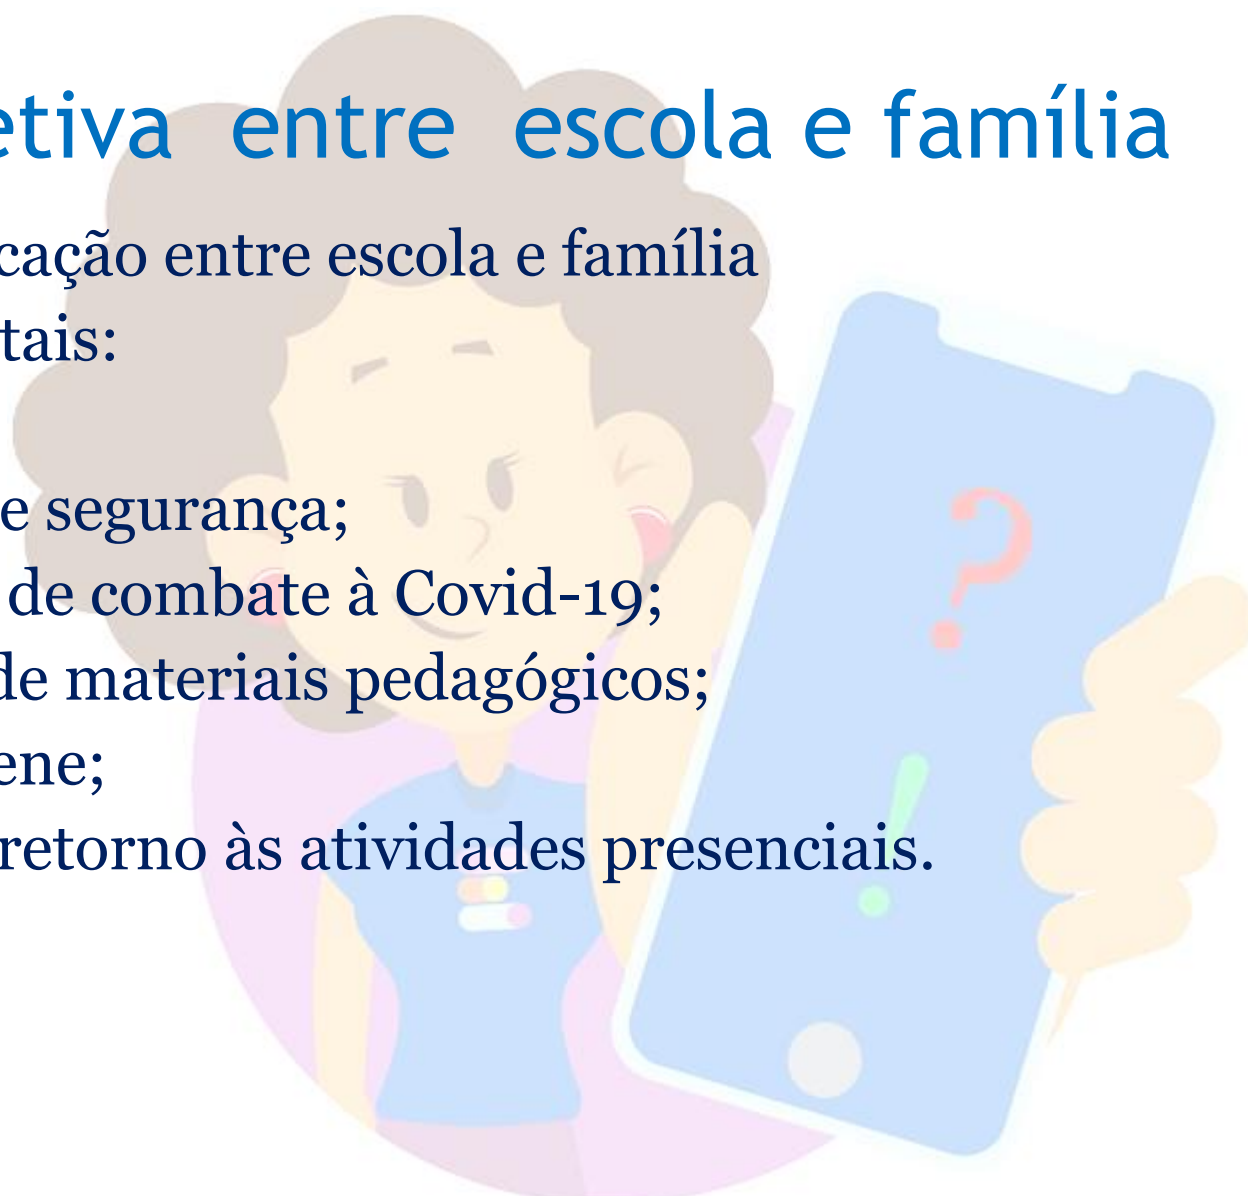 etiva entre escola e família
cação entre escola e família
tais:
e segurança;
de combate à Covid-19;
de materiais pedagógicos;
ene;
retorno às atividades presenciais.
?
!